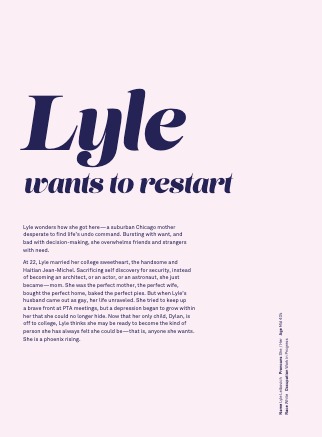 Lyle
wants to restart
Lyle wonders how she got here—a suburban Chicago mother
desperate to find life's undo command. Bursting with want, and
bad with decision-making, she overwhelms friends and strangers
with need.
At 22, Lyle married her college sweetheart, the handsome and
Haitian Jean-Michel. Sacrificing self discovery for security, instead
of becoming an architect, or an actor, or an astronaut, she just
became—mom. She was the perfect mother, the perfect wife,
bought the perfect home, baked the perfect pies. But when Lyle's
husband came out as gay, her life unraveled. She tried to keep up
a brave front at PTA meetings, but a depression began to grow within
her that she could no longer hide. Now that her only child, Dylan, is
off to college, Lyle thinks she may be ready to become the kind of
person she has always felt she could be—that is, anyone she wants.
She is a phoenix rising.
Name Lyle Pronouns She / Her Age Mid 40s
Race White Occupation Work in Progress